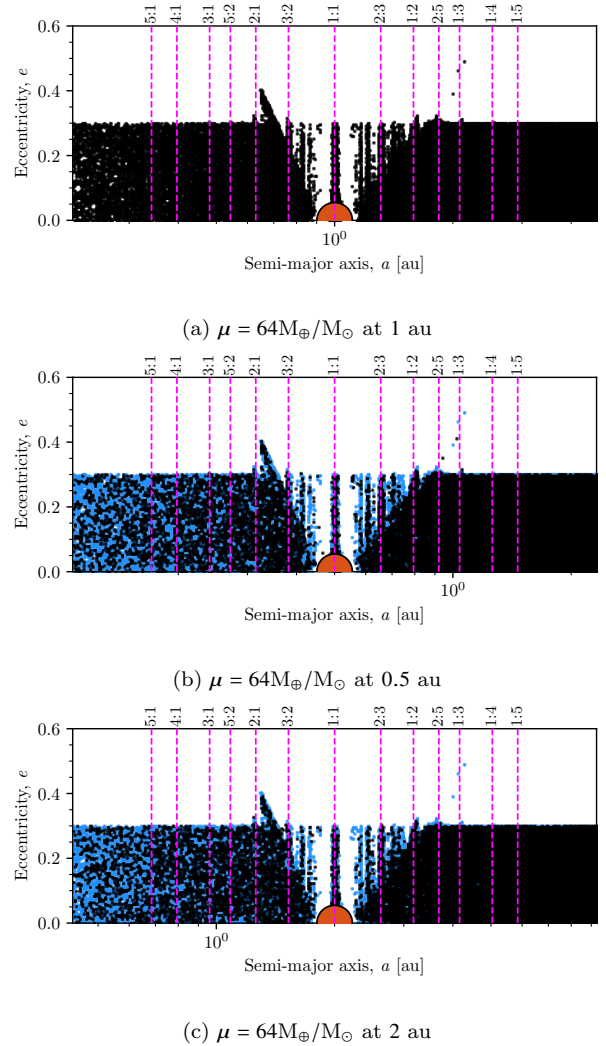 5:1 4:1 3:1 5:2 2:1 3:2 1:1 2:3 1:2 2:5 1:3 1:4 1:5
0.6
0.4
0.2
0.0
Eccentricity, e
10⁰
Semi-major axis, a [au]
(a) μ = 64M⊕/M⊙ at 1 au
5:1 4:1 3:1 5:2 2:1 3:2 1:1 2:3 1:2 2:5 1:3 1:4 1:5
0.6
0.4
0.2
0.0
Eccentricity, e
10⁰
Semi-major axis, a [au]
(b) μ = 64M⊕/M⊙ at 0.5 au
5:1 4:1 3:1 5:2 2:1 3:2 1:1 2:3 1:2 2:5 1:3 1:4 1:5
0.6
0.4
0.2
0.0
Eccentricity, e
10⁰
Semi-major axis, a [au]
(c) μ = 64M⊕/M⊙ at 2 au